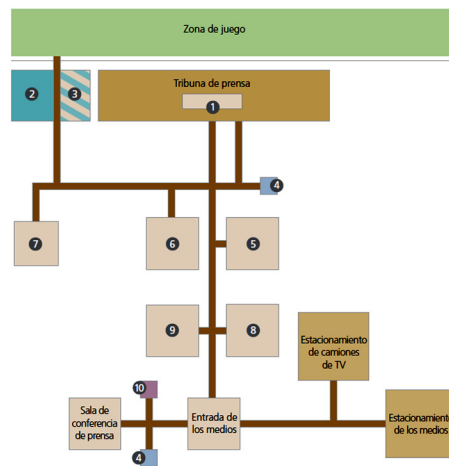 Zona de juego
2
3
Tribuna de prensa
1
4
7
6
5
9
8
Estacionamiento
de camiones
de TV
10
Sala de
conferencia
de prensa
Entrada de
los medios
Estacionamiento
de los medios
4